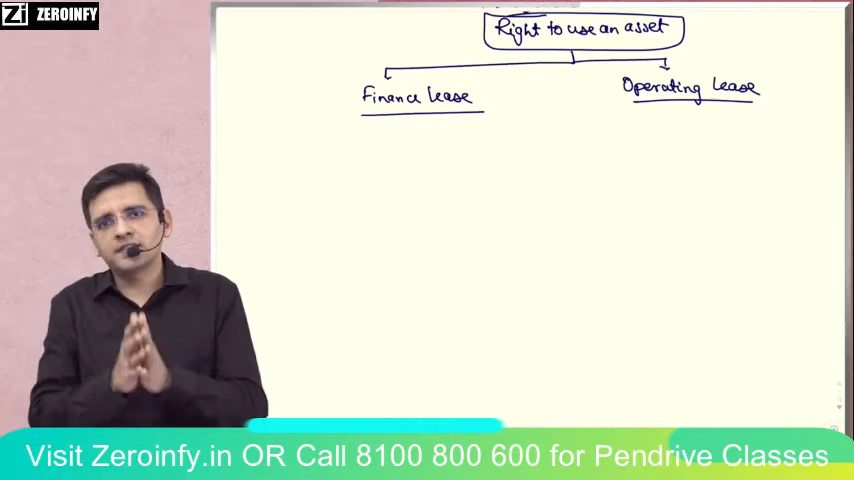 Zi ZEROINFY
Right to use an asset
Finance lease
Operating lease
Visit Zeroinfy.in OR Call 8100 800 600 for Pendrive Classes